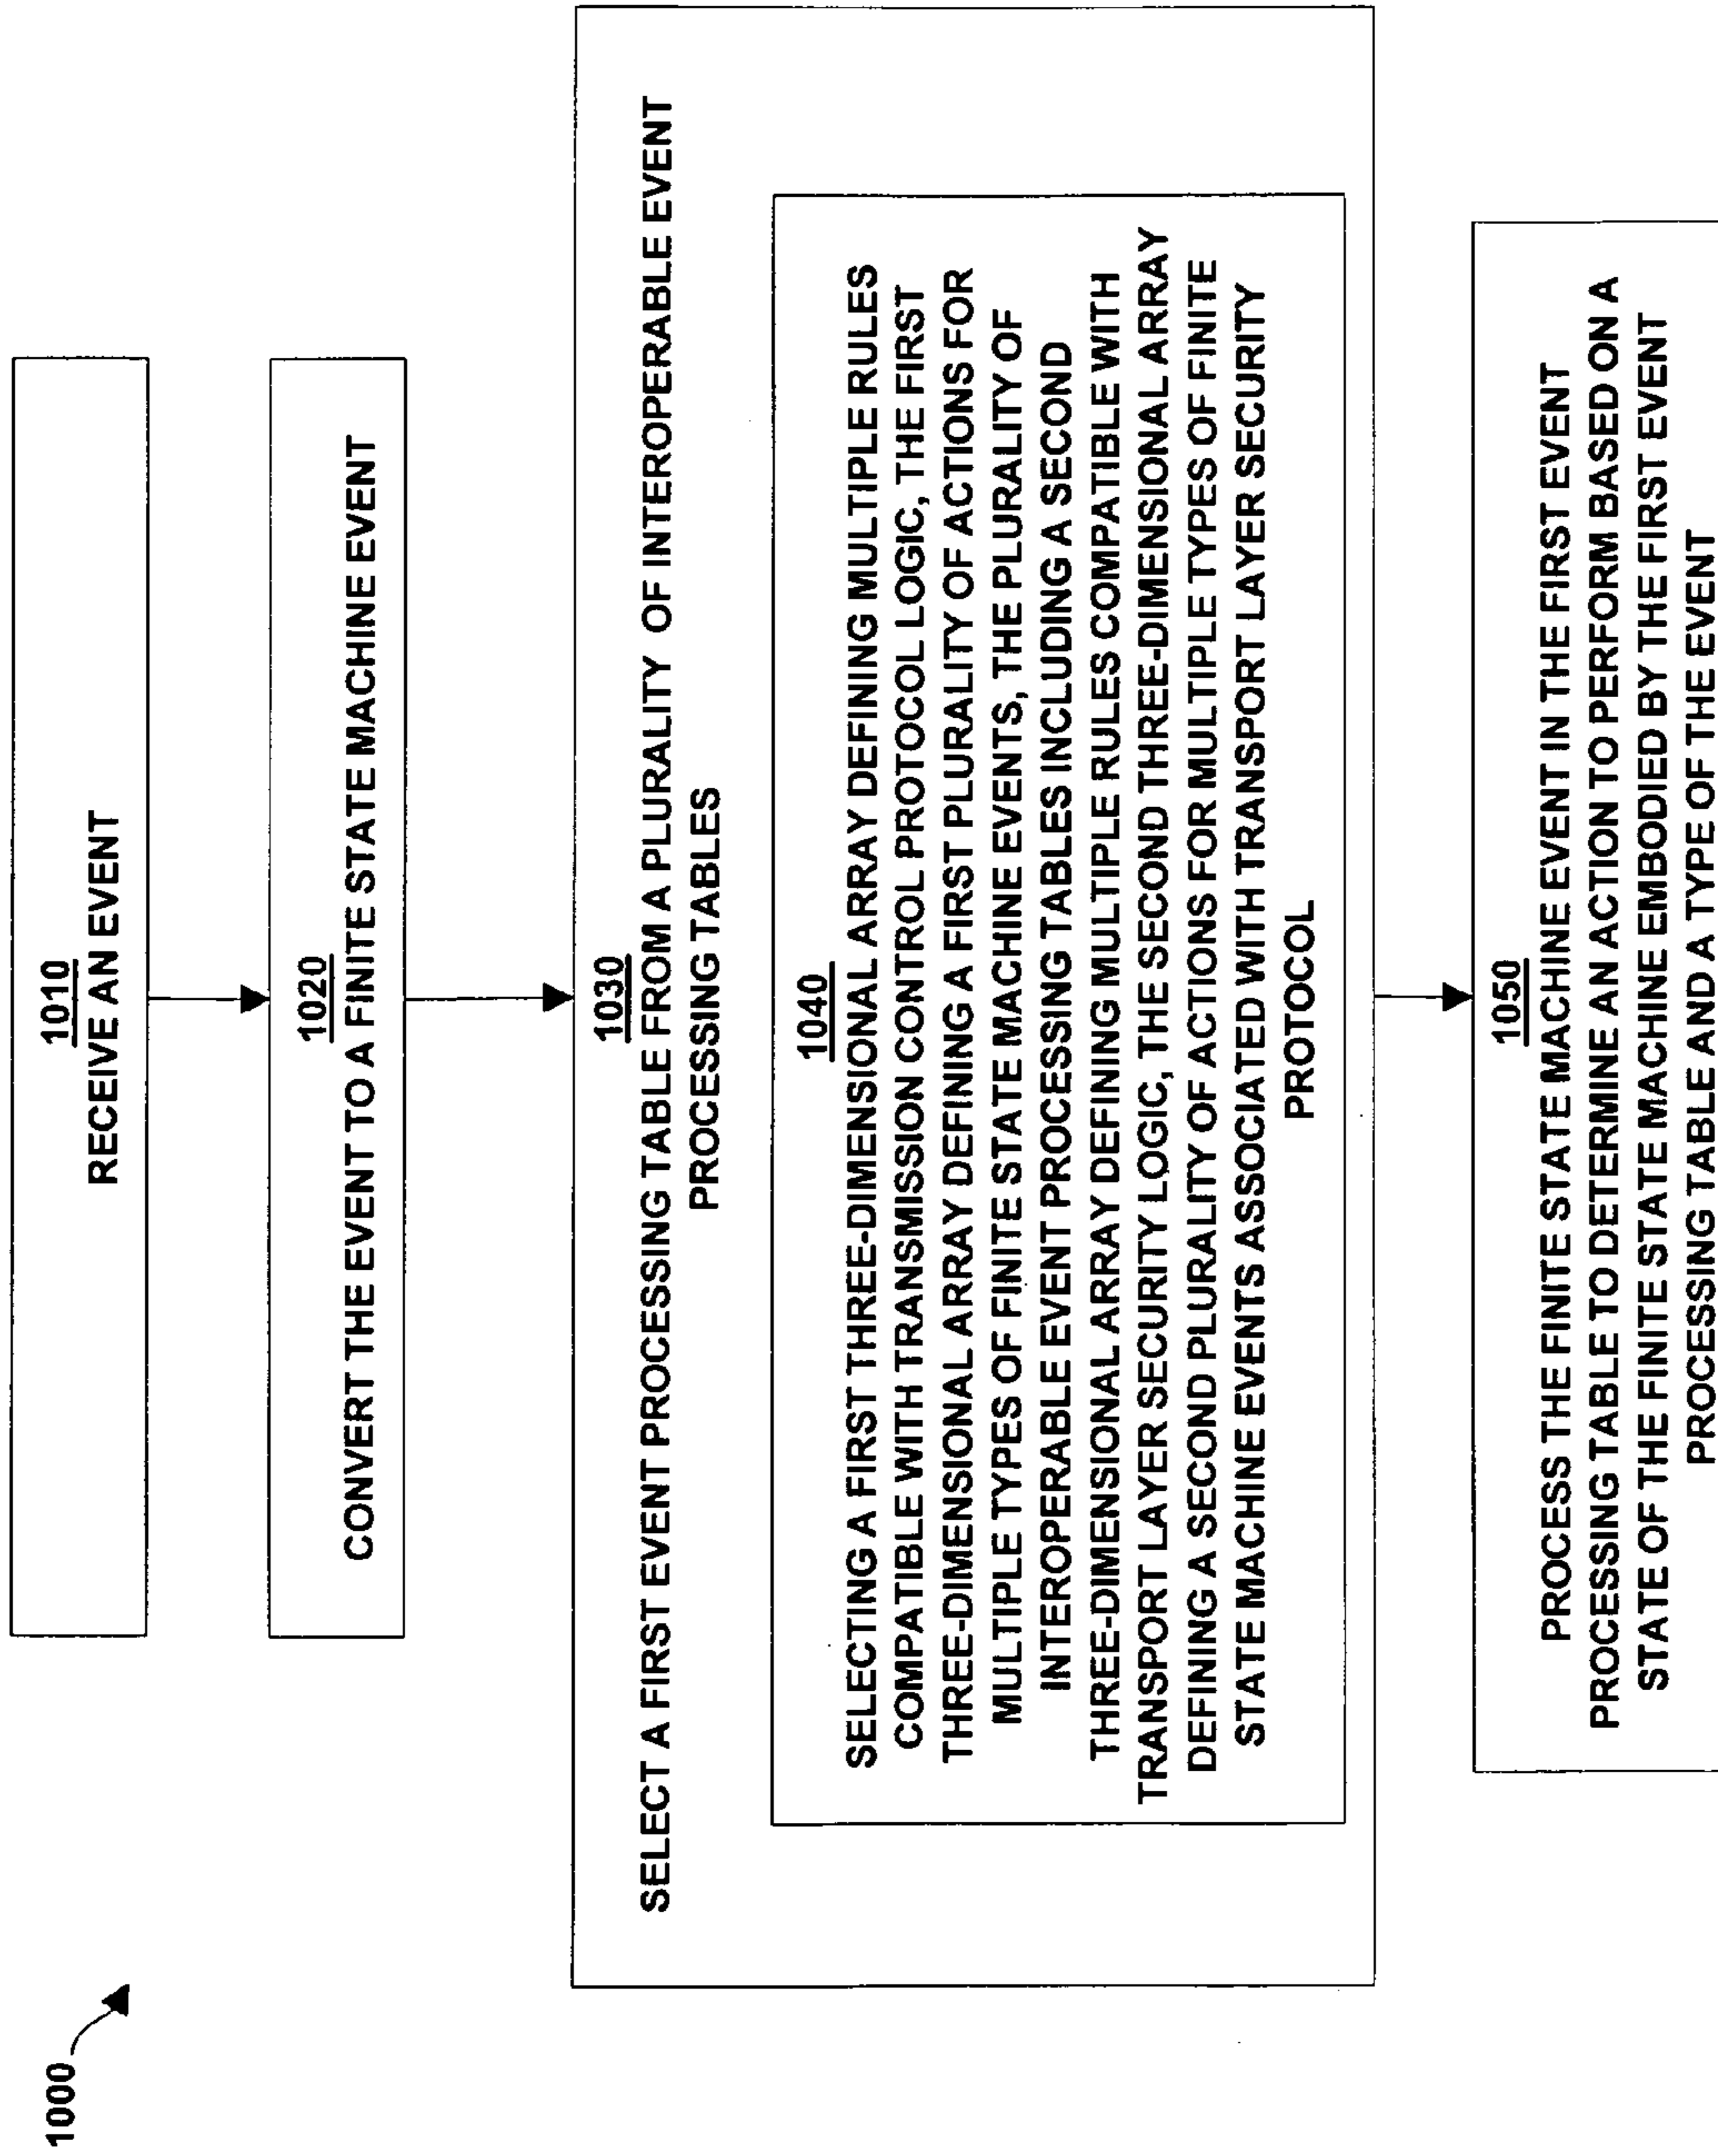 1000
1010
RECEIVE AN EVENT
1020
CONVERT THE EVENT TO A FINITE STATE MACHINE EVENT
1030
SELECT A FIRST EVENT PROCESSING TABLE FROM A PLURALITY OF INTEROPERABLE EVENT
PROCESSING TABLES
1040
SELECTING A FIRST THREE-DIMENSIONAL ARRAY DEFINING MULTIPLE RULES
COMPATIBLE WITH TRANSMISSION CONTROL PROTOCOL LOGIC, THE FIRST
THREE-DIMENSIONAL ARRAY DEFINING A FIRST PLURALITY OF ACTIONS FOR
MULTIPLE TYPES OF FINITE STATE MACHINE EVENTS, THE PLURALITY OF
INTEROPERABLE EVENT PROCESSING TABLES INCLUDING A SECOND
THREE-DIMENSIONAL ARRAY DEFINING MULTIPLE RULES COMPATIBLE WITH
TRANSPORT LAYER SECURITY LOGIC, THE SECOND THREE-DIMENSIONAL ARRAY
DEFINING A SECOND PLURALITY OF ACTIONS FOR MULTIPLE TYPES OF FINITE
STATE MACHINE EVENTS ASSOCIATED WITH TRANSPORT LAYER SECURITY
PROTOCOL
1050
PROCESS THE FINITE STATE MACHINE EVENT IN THE FIRST EVENT
PROCESSING TABLE TO DETERMINE AN ACTION TO PERFORM BASED ON A
STATE OF THE FINITE STATE MACHINE EMBODIED BY THE FIRST EVENT
PROCESSING TABLE AND A TYPE OF THE EVENT